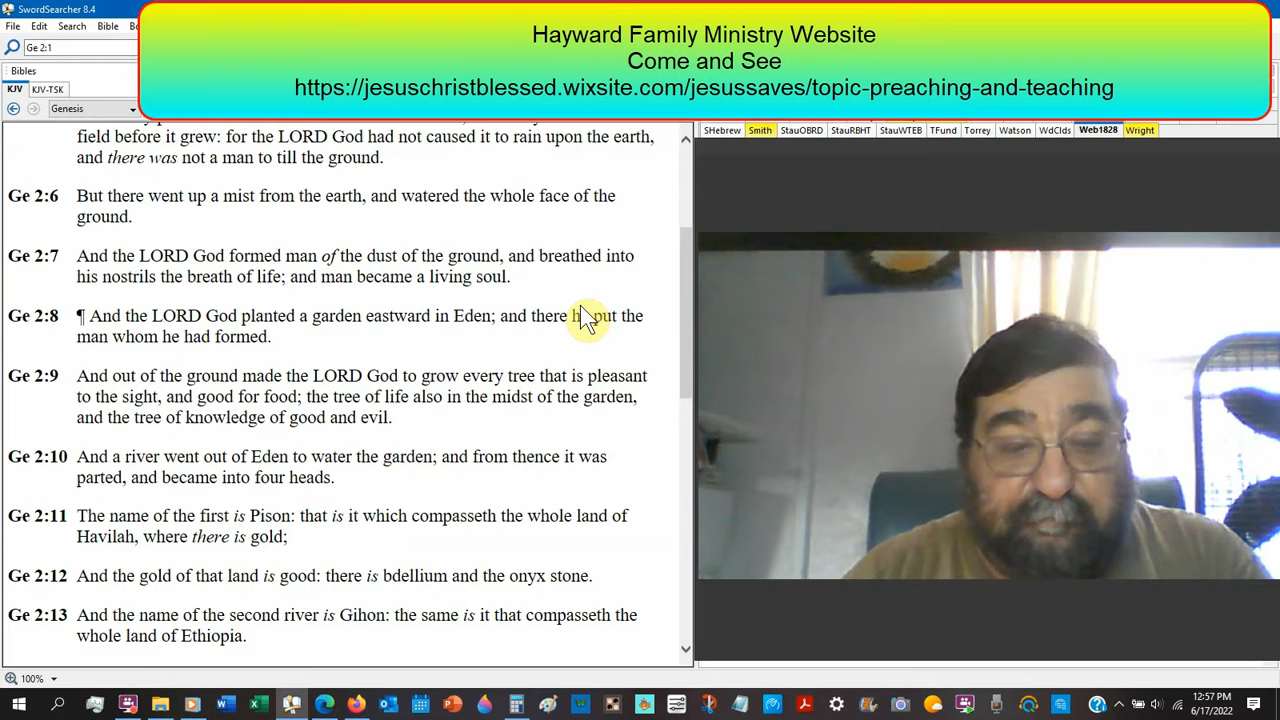 SwordSearcher 8.4
File Edit Search Bible
Ge 2:1
Bibles
KJV KJV-TSK
Genesis
Hayward Family Ministry Website
Come and See
https://jesuschristblessed.wixsite.com/jesussaves/topic-preaching-and-teaching
SHebrew Smith StauOBRD StauRBHT StauWTEB TFund Torrey Watson WdClds Web1828 Wright
field before it grew: for the LORD God had not caused it to rain upon the earth,
and there was not a man to till the ground.
Ge 2:6 But there went up a mist from the earth, and watered the whole face of the
ground.
Ge 2:7 And the LORD God formed man of the dust of the ground, and breathed into
his nostrils the breath of life; and man became a living soul.
Ge 2:8 ¶ And the LORD God planted a garden eastward in Eden; and there he put the
man whom he had formed.
Ge 2:9 And out of the ground made the LORD God to grow every tree that is pleasant
to the sight, and good for food; the tree of life also in the midst of the garden,
and the tree of knowledge of good and evil.
Ge 2:10 And a river went out of Eden to water the garden; and from thence it was
parted, and became into four heads.
Ge 2:11 The name of the first is Pison: that is it which compasseth the whole land of
Havilah, where there is gold;
Ge 2:12 And the gold of that land is good: there is bdellium and the onyx stone.
Ge 2:13 And the name of the second river is Gihon: the same is it that compasseth the
whole land of Ethiopia.
100%
12:57 PM
6/17/2022